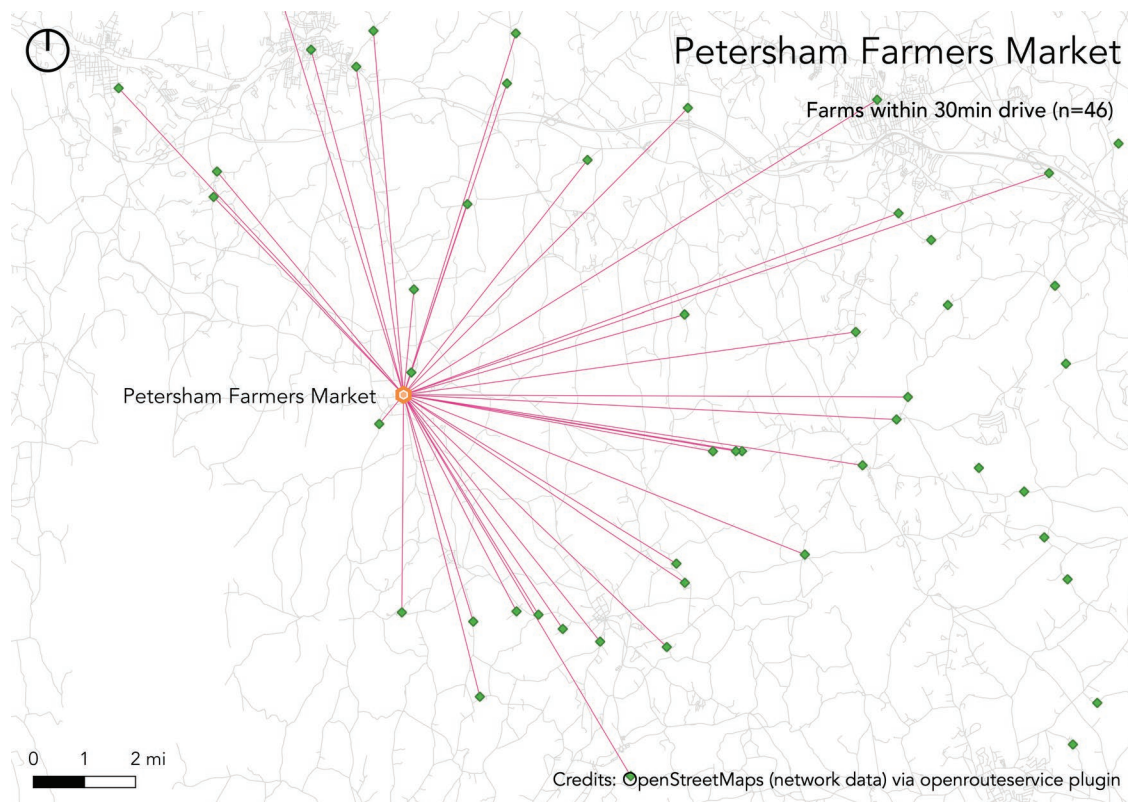 Petersham Farmers Market
Farms within 30min drive (n=46)
Petersham Farmers Market
0 1 2 mi
Credits: OpenStreetMaps (network data) via openrouteservice plugin